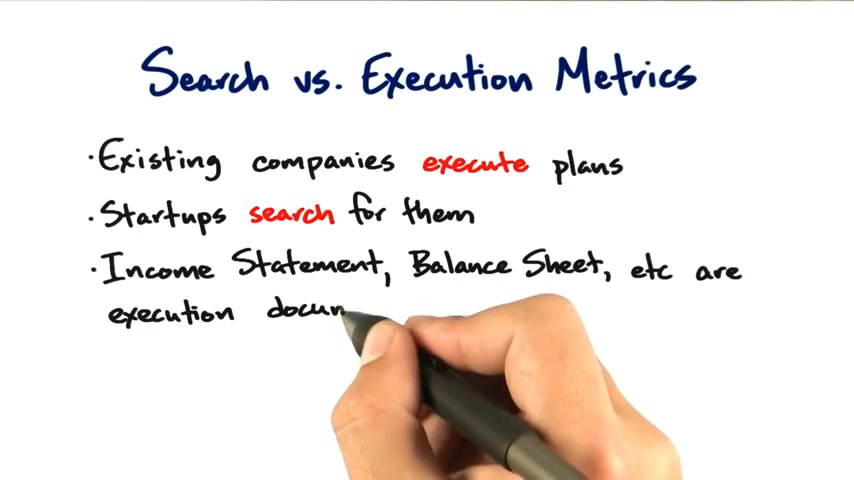 Search vs. Execution Metrics
· Existing companies execute plans
· Startups search for them
· Income Statement, Balance Sheet, etc are
execution docum